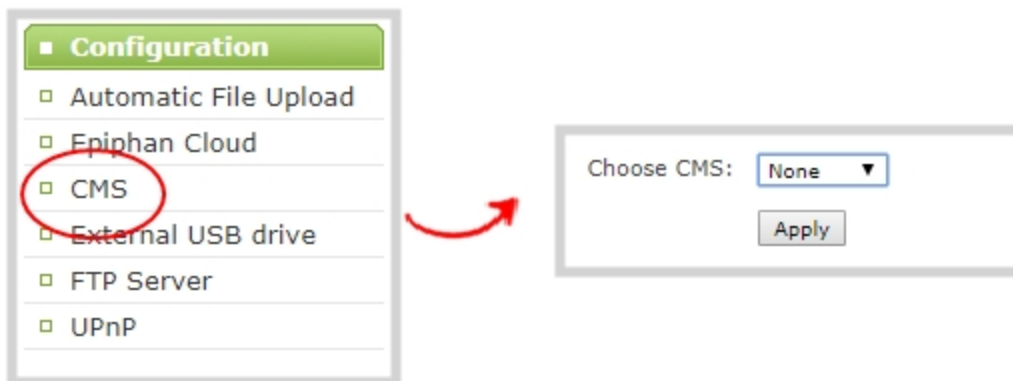 Configuration
Automatic File Upload
Epiphan Cloud
CMS
External USB drive
FTP Server
UPnP
Choose CMS: None
Apply